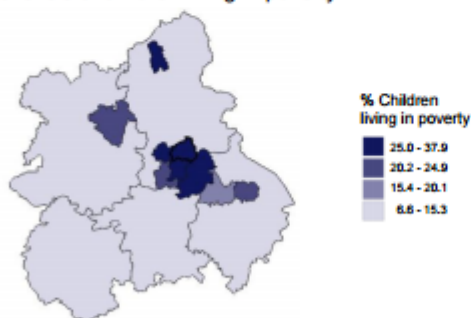 % Children
living in poverty
25.0 - 37.9
20.2 - 24.9
15.4 - 20.1
6.6 - 15.3